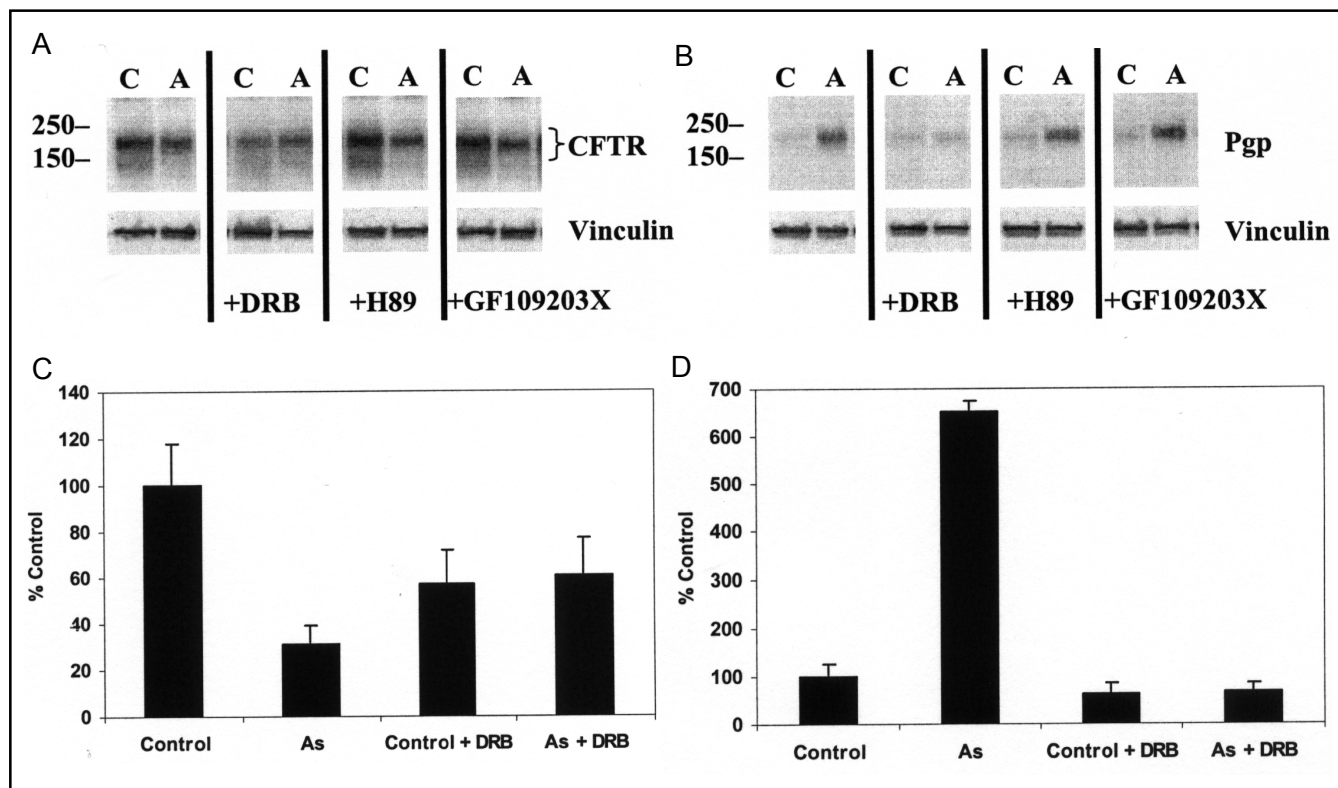 A
C A C A C A C A
250–
150–
CFTR
Vinculin
+DRB +H89 +GF109203X
B
C A C A C A C A
250–
150–
Pgp
Vinculin
+DRB +H89 +GF109203X
C
140
120
100
80
60
40
20
0
% Control
Control As Control + DRB As + DRB
D
700
600
500
400
300
200
100
0
% Control
Control As Control + DRB As + DRB